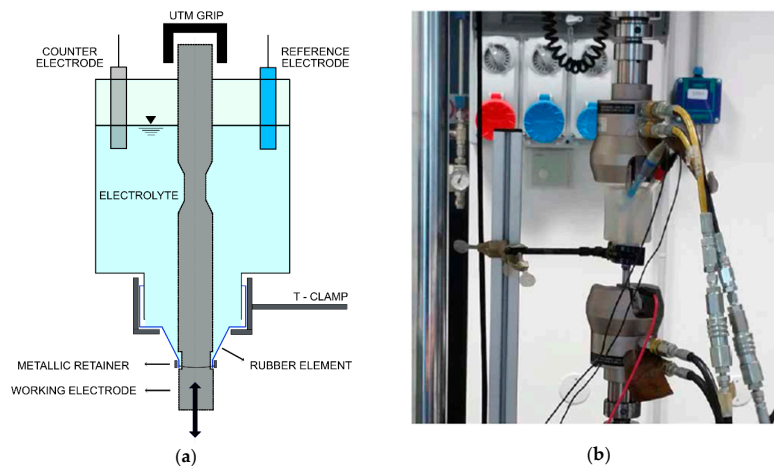 UTM GRIP
COUNTER
ELECTRODE
REFERENCE
ELECTRODE
ELECTROLYTE
T - CLAMP
METALLIC RETAINER
RUBBER ELEMENT
WORKING ELECTRODE
(a)
(b)